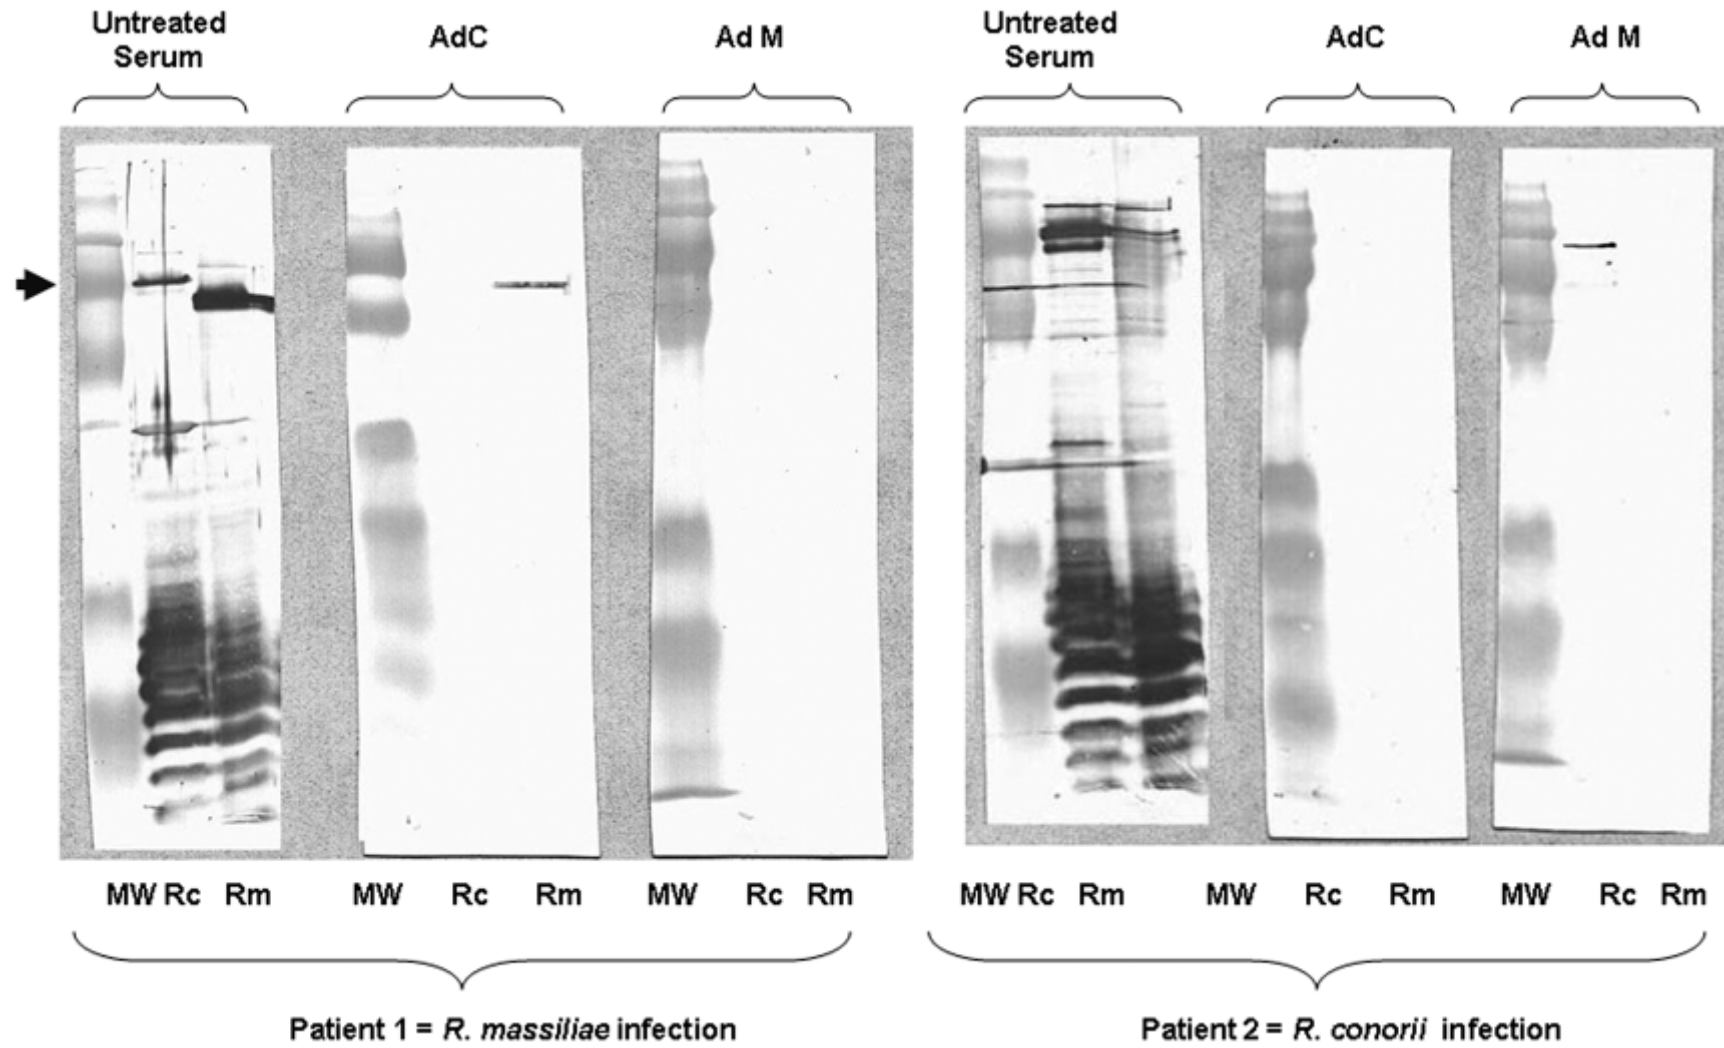 Untreated
Serum
AdC
Ad M
Untreated
Serum
AdC
Ad M
MW Rc Rm
MW Rc Rm
MW Rc Rm
MW Rc Rm
MW Rc Rm
MW Rc Rm
Patient 1 = R. massiliae infection
Patient 2 = R. conorii infection